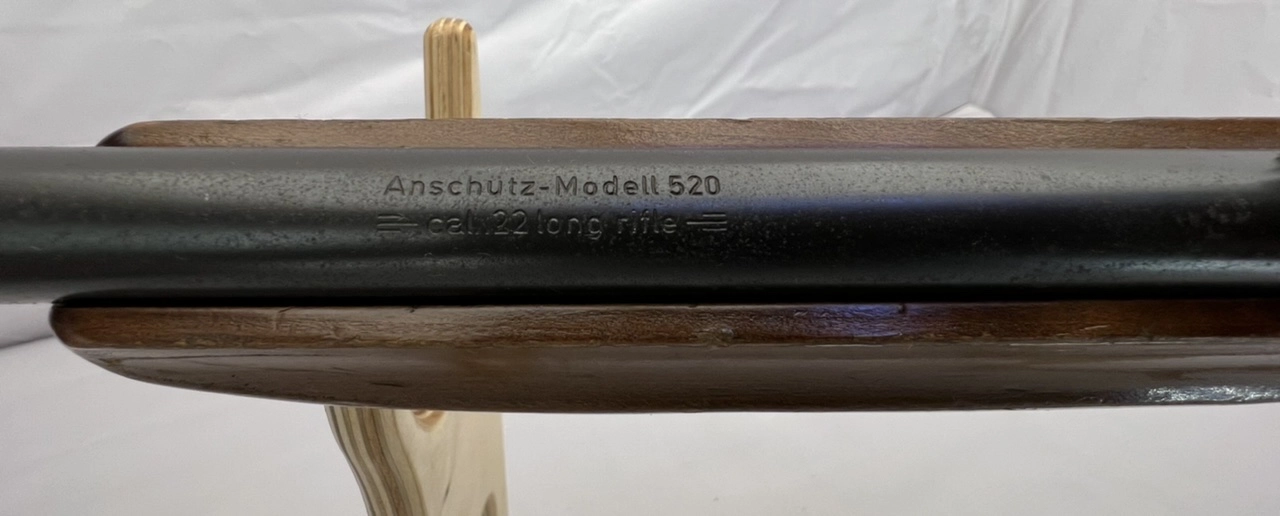 Anschütz-Modell 520
cal. 22 long rifle